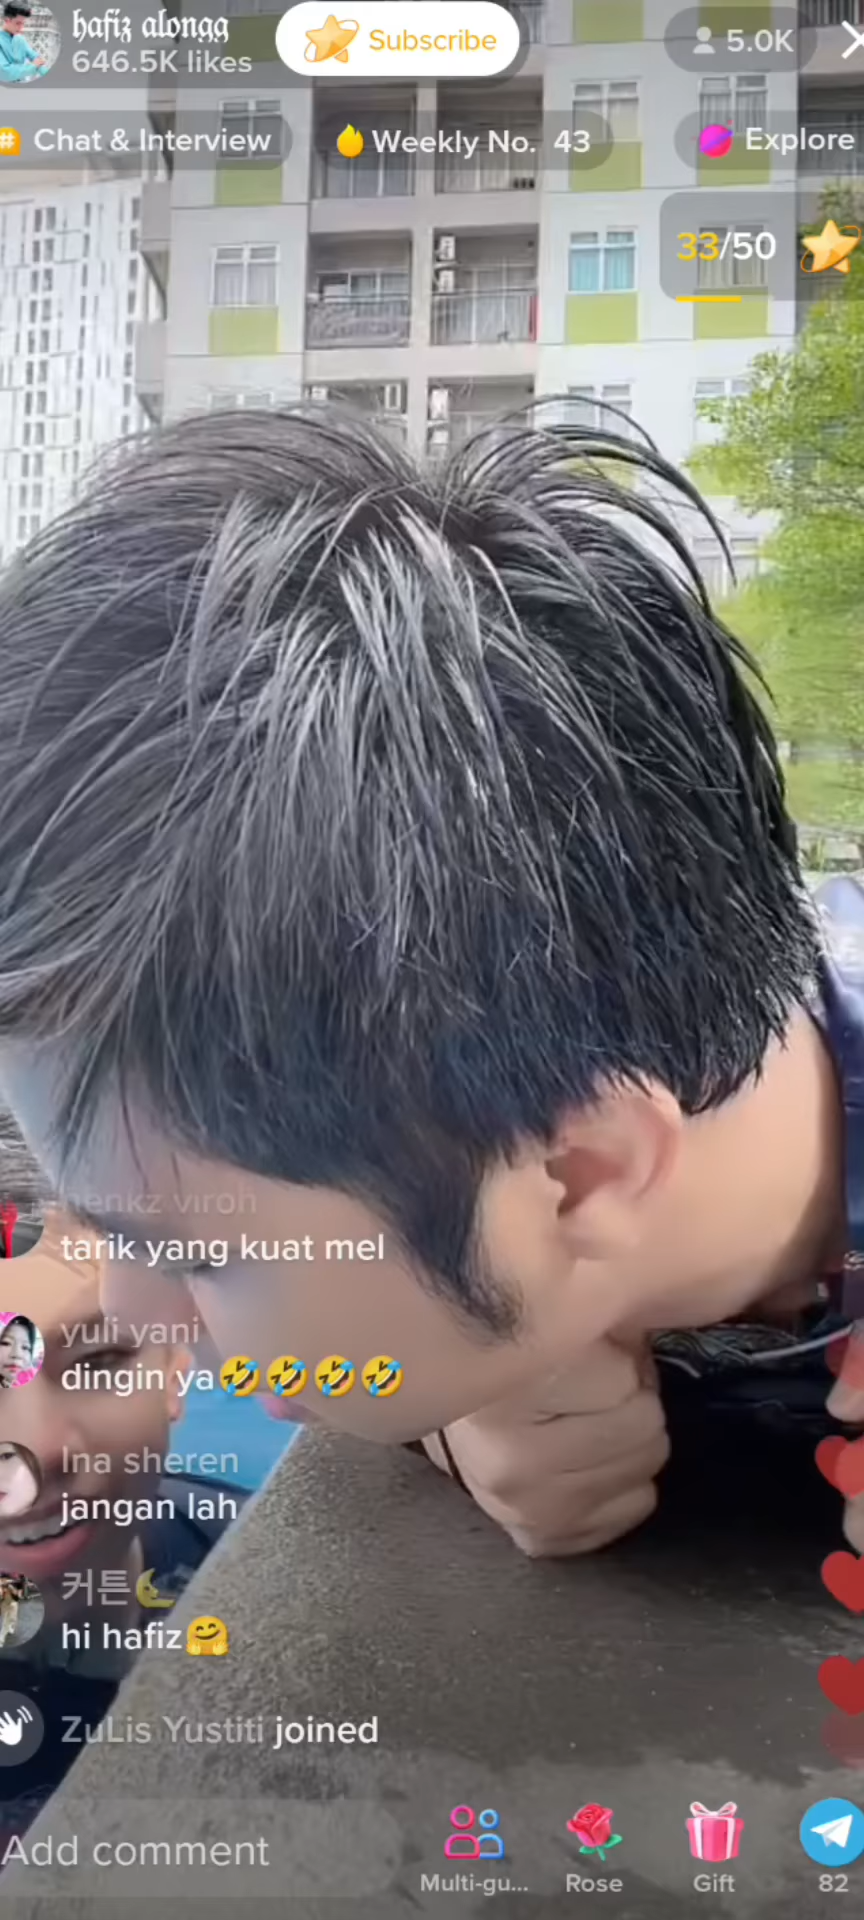 hafiz alongg
646.5K likes
Subscribe
5.0K
Chat & Interview
Weekly No. 43
Explore
33/50
henkz viroh
tarik yang kuat mel
yuli yani
dingin ya🤣🤣🤣🤣
Ina sheren
jangan lah
커튼
hi hafiz🤗
ZuLis Yustiti joined
Add comment
Multi-gu...
Rose
Gift
82